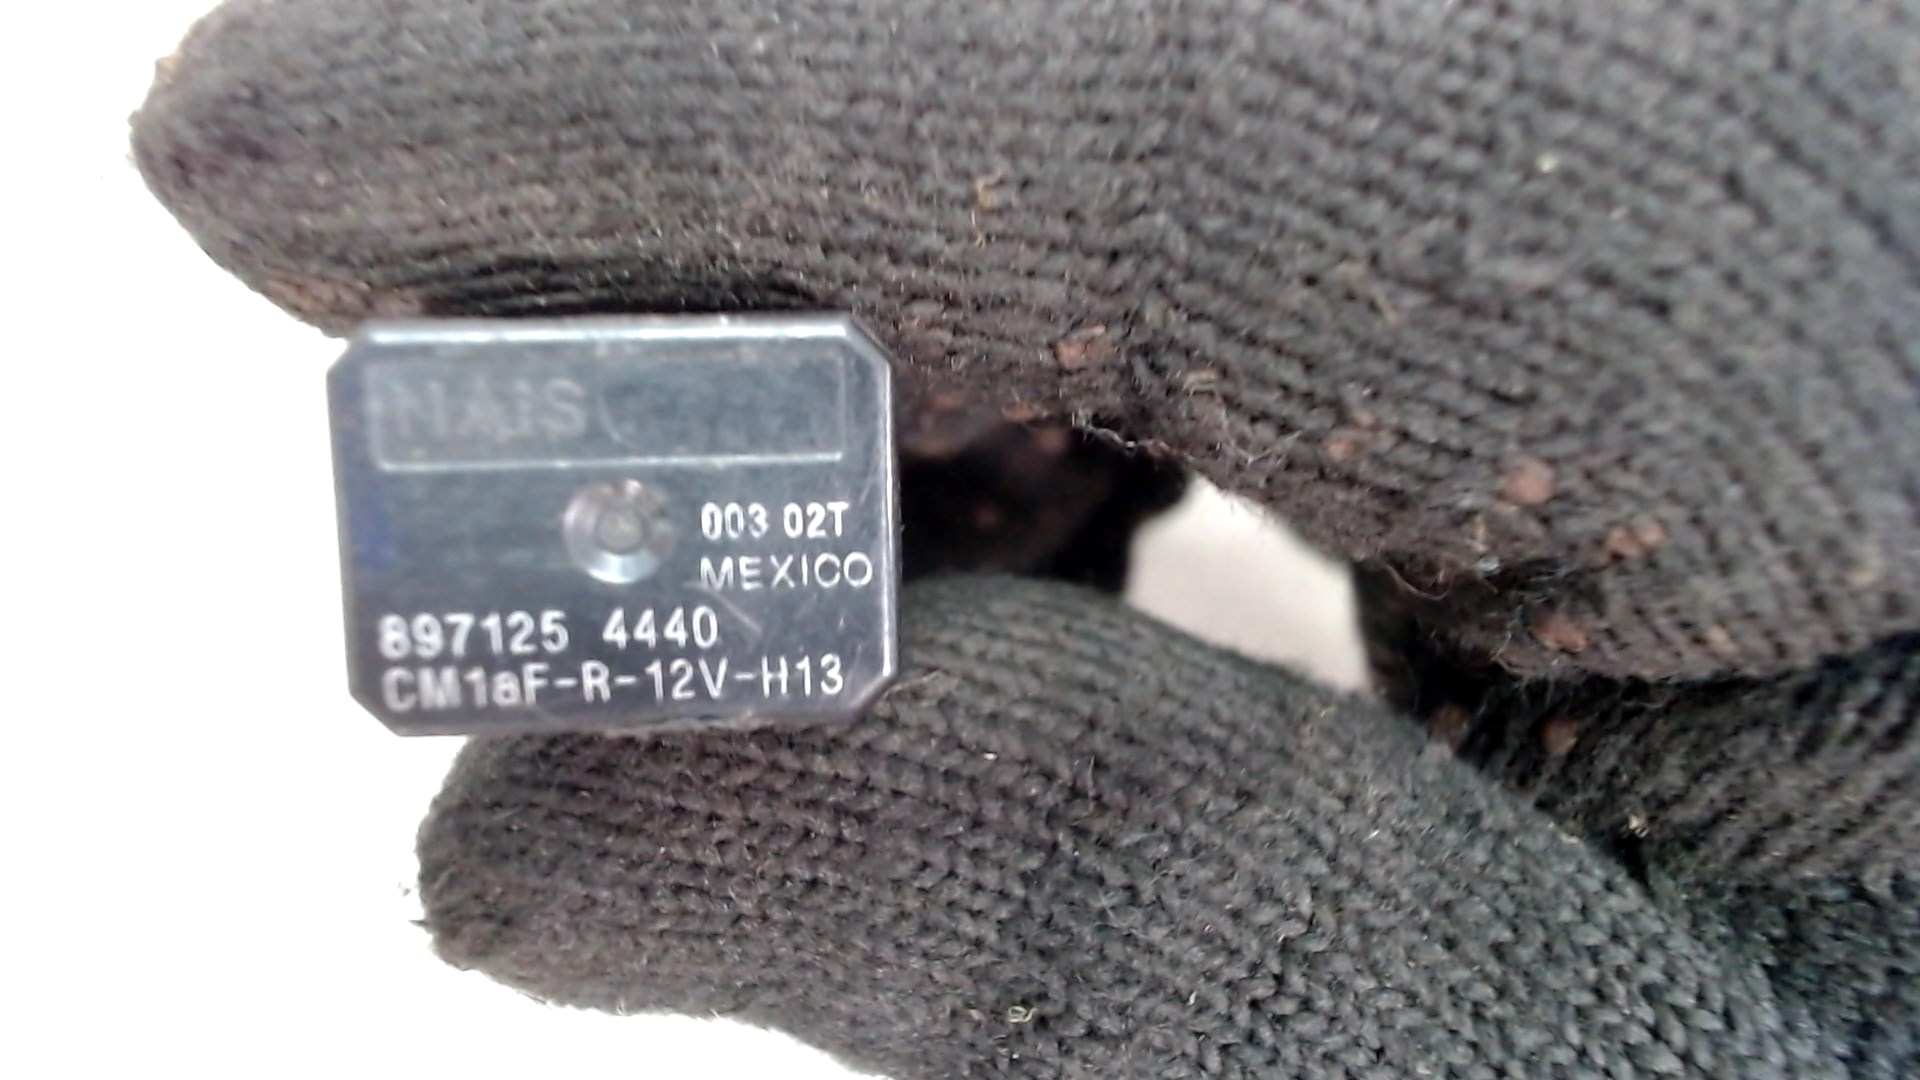 NAiS
003 02T
MEXICO
897125 4440
CM1aF-R-12V-H13